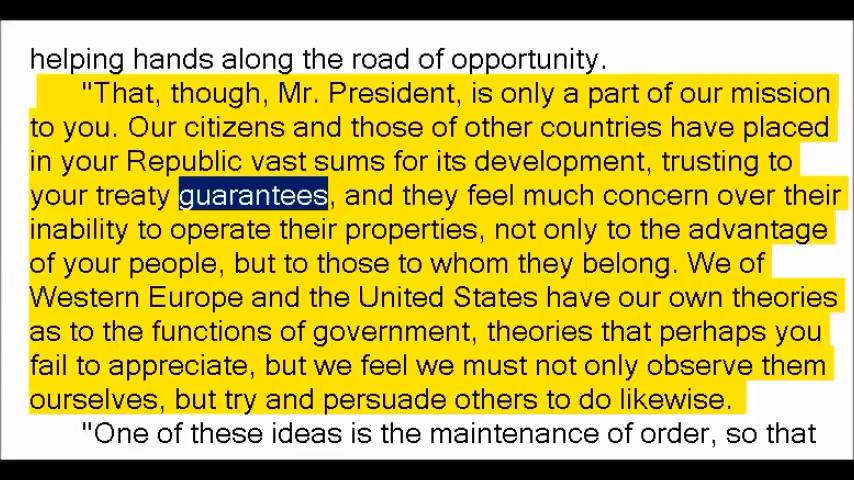 helping hands along the road of opportunity.
"That, though, Mr. President, is only a part of our mission
to you. Our citizens and those of other countries have placed
in your Republic vast sums for its development, trusting to
your treaty guarantees, and they feel much concern over their
inability to operate their properties, not only to the advantage
of your people, but to those to whom they belong. We of
Western Europe and the United States have our own theories
as to the functions of government, theories that perhaps you
fail to appreciate, but we feel we must not only observe them
ourselves, but try and persuade others to do likewise.
"One of these ideas is the maintenance of order, so that